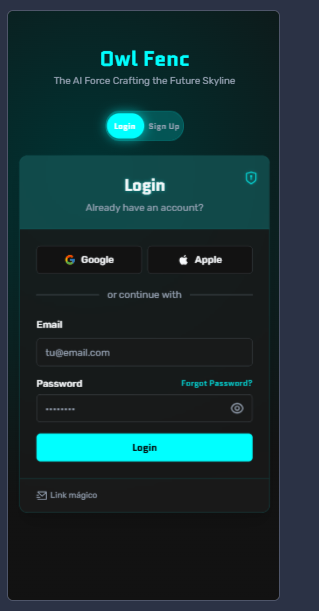 Owl Fenc
The AI Force Crafting the Future Skyline
Login Sign Up
Login
Already have an account?
Google Apple
or continue with
Email
tu@email.com
Password Forgot Password?
••••••••
Login
Link mágico